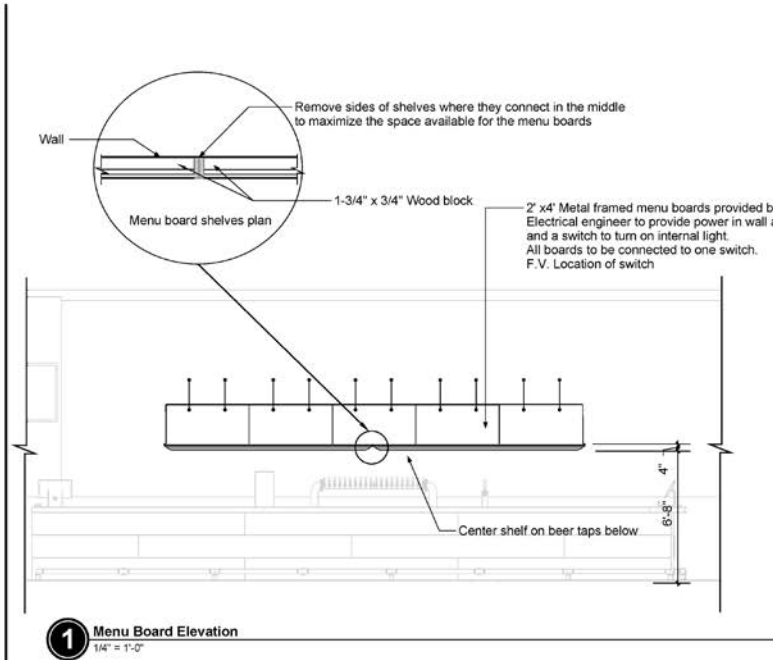 Remove sides of shelves where they connect in the middle
to maximize the space available for the menu boards
Wall
1-3/4" x 3/4" Wood block
Menu board shelves plan
2' x4' Metal framed menu boards provided b
Electrical engineer to provide power in wall a
and a switch to turn on internal light.
All boards to be connected to one switch.
F.V. Location of switch
4"
6'-8"
Center shelf on beer taps below
1
Menu Board Elevation
1/4" = 1'-0"